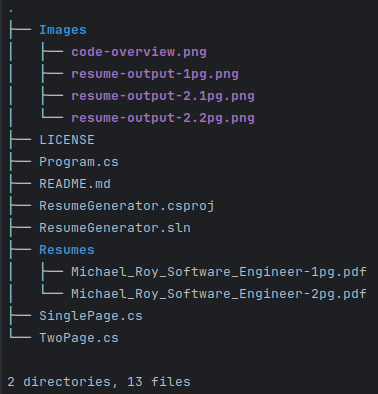 .
├── Images
│   ├── code-overview.png
│   ├── resume-output-1pg.png
│   ├── resume-output-2.1pg.png
│   └── resume-output-2.2pg.png
├── LICENSE
├── Program.cs
├── README.md
├── ResumeGenerator.csproj
├── ResumeGenerator.sln
├── Resumes
│   ├── Michael_Roy_Software_Engineer-1pg.pdf
│   └── Michael_Roy_Software_Engineer-2pg.pdf
├── SinglePage.cs
└── TwoPage.cs

2 directories, 13 files